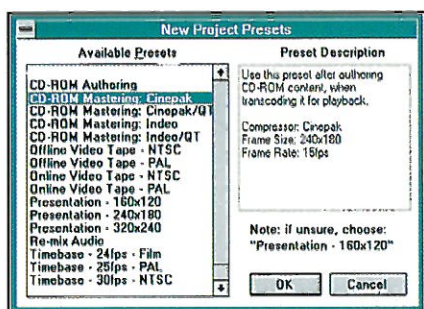 New Project Presets
Available Presets
CD-ROM Authoring
CD-ROM Mastering: Cinepak
CD-ROM Mastering: Cinepak/QT
CD-ROM Mastering: Indeo
CD-ROM Mastering: Indeo/QT
Offline Video Tape - NTSC
Offline Video Tape - PAL
Online Video Tape - NTSC
Online Video Tape - PAL
Presentation - 160x120
Presentation - 240x180
Presentation - 320x240
Re-mix Audio
Timebase - 24fps - Film
Timebase - 25fps - PAL
Timebase - 30fps - NTSC
Preset Description
Use this preset after authoring
CD-ROM content, when
transcoding it for playback.
Compressor: Cinepak
Frame Size: 240x180
Frame Rate: 15fps
Note: if unsure, choose:
"Presentation - 160x120"
OK
Cancel